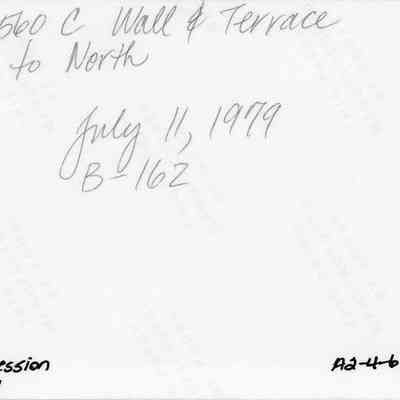 560 C Wall & Terrace
to North
July 11, 1979
B-162
ession
A2-4-6